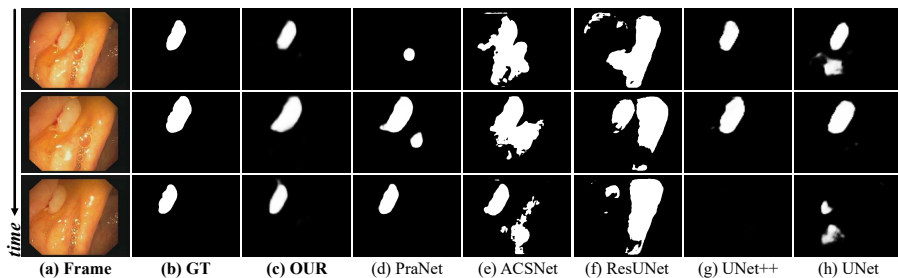 time
(a) Frame (b) GT (c) OUR (d) PraNet (e) ACSNet (f) ResUNet (g) UNet++ (h) UNet